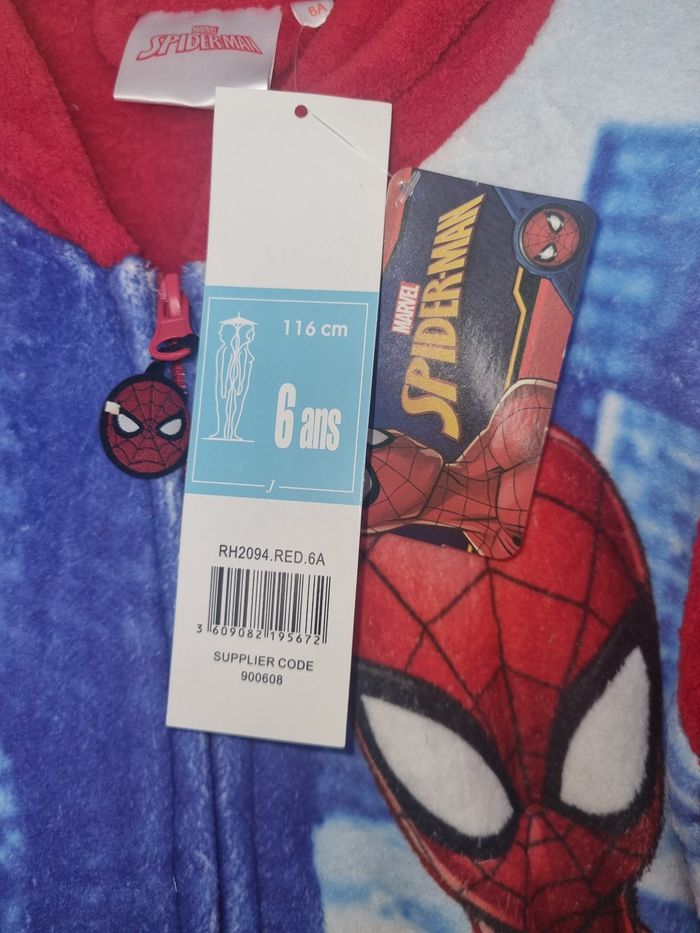 MARVEL
SPIDER-MAN
6A
116 cm
6 ans
J
RH2094.RED.6A
3 609082 195672
SUPPLIER CODE
900608
MARVEL
SPIDER-MAN